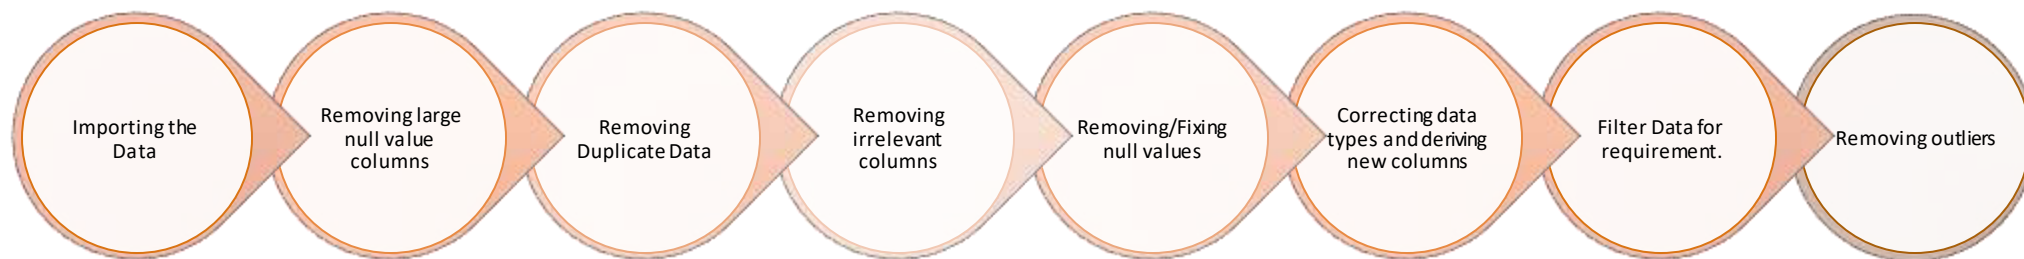 Importing the
Data
Removing large
null value
columns
Removing
Duplicate Data
Removing
irrelevant
columns
Removing/Fixing
null values
Correcting data
types and deriving
new columns
Filter Data for
requirement.
Removing outliers